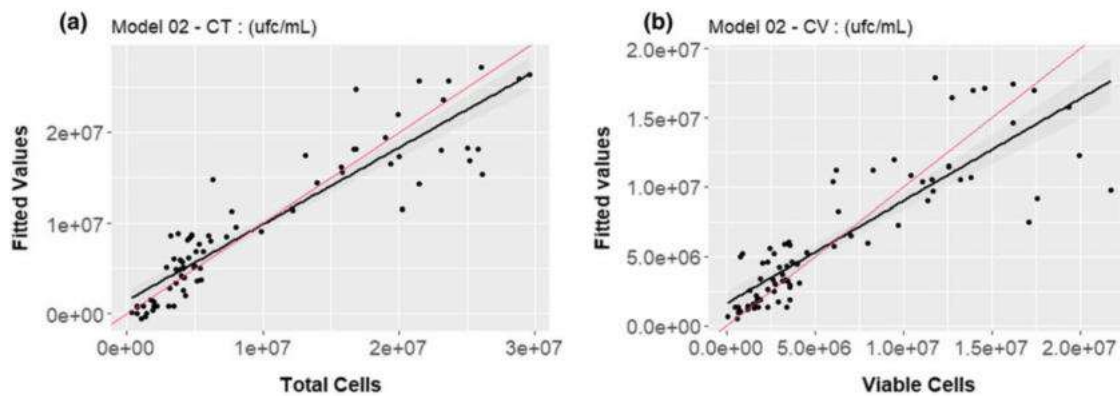 (a) Model 02 - CT : (ufc/mL)
Fitted Values
2e+07
1e+07
0e+00
0e+00 1e+07 2e+07 3e+07
Total Cells
(b) Model 02 - CV : (ufc/mL)
Fitted values
2.0e+07
1.5e+07
1.0e+07
5.0e+06
0.0e+00
0.0e+00 5.0e+06 1.0e+07 1.5e+07 2.0e+07
Viable Cells